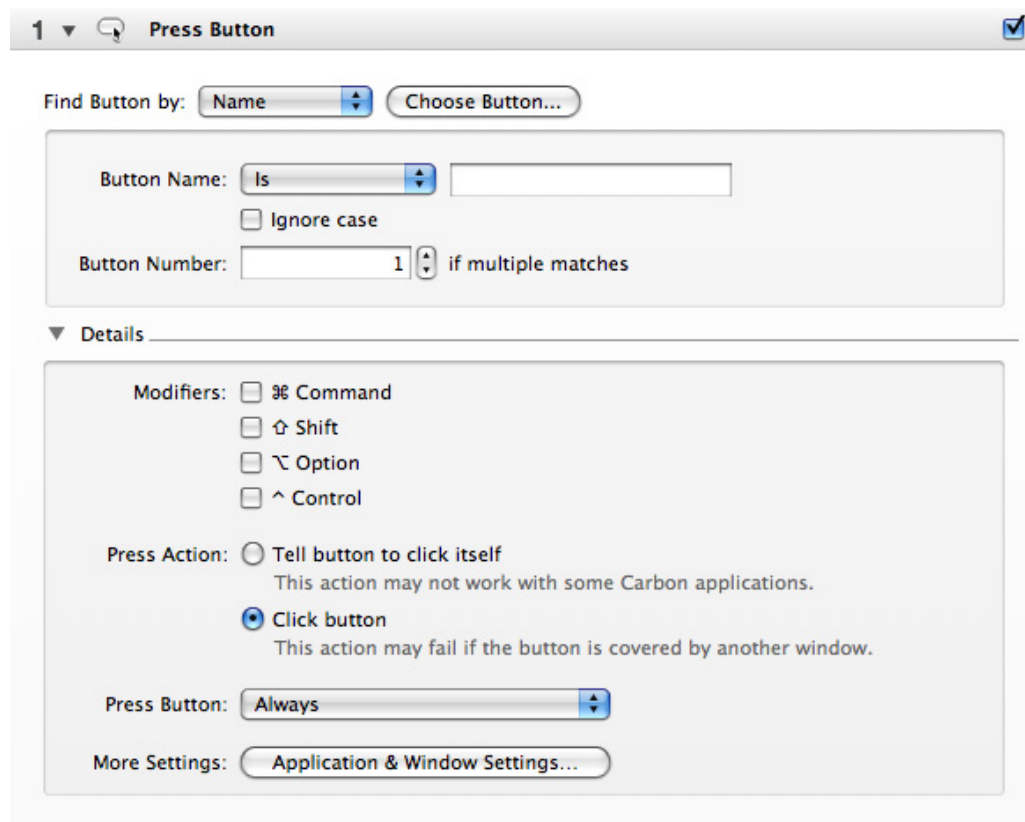 1 Press Button
Find Button by: Name Choose Button...
Button Name: Is
Ignore case
Button Number: 1 if multiple matches
Details
Modifiers: ⌘ Command
⇧ Shift
⌥ Option
^ Control
Press Action: Tell button to click itself
This action may not work with some Carbon applications.
Click button
This action may fail if the button is covered by another window.
Press Button: Always
More Settings: Application & Window Settings...